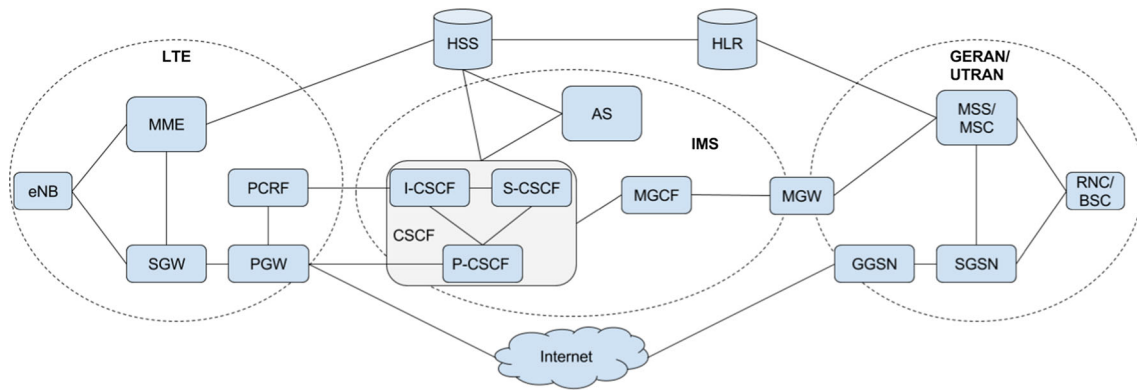 HSS
HLR
LTE
GERAN/
UTRAN
MME
AS
MSS/
MSC
IMS
eNB
PCRF
I-CSCF
S-CSCF
MGCF
MGW
RNC/
BSC
CSCF
SGW
PGW
P-CSCF
GGSN
SGSN
Internet